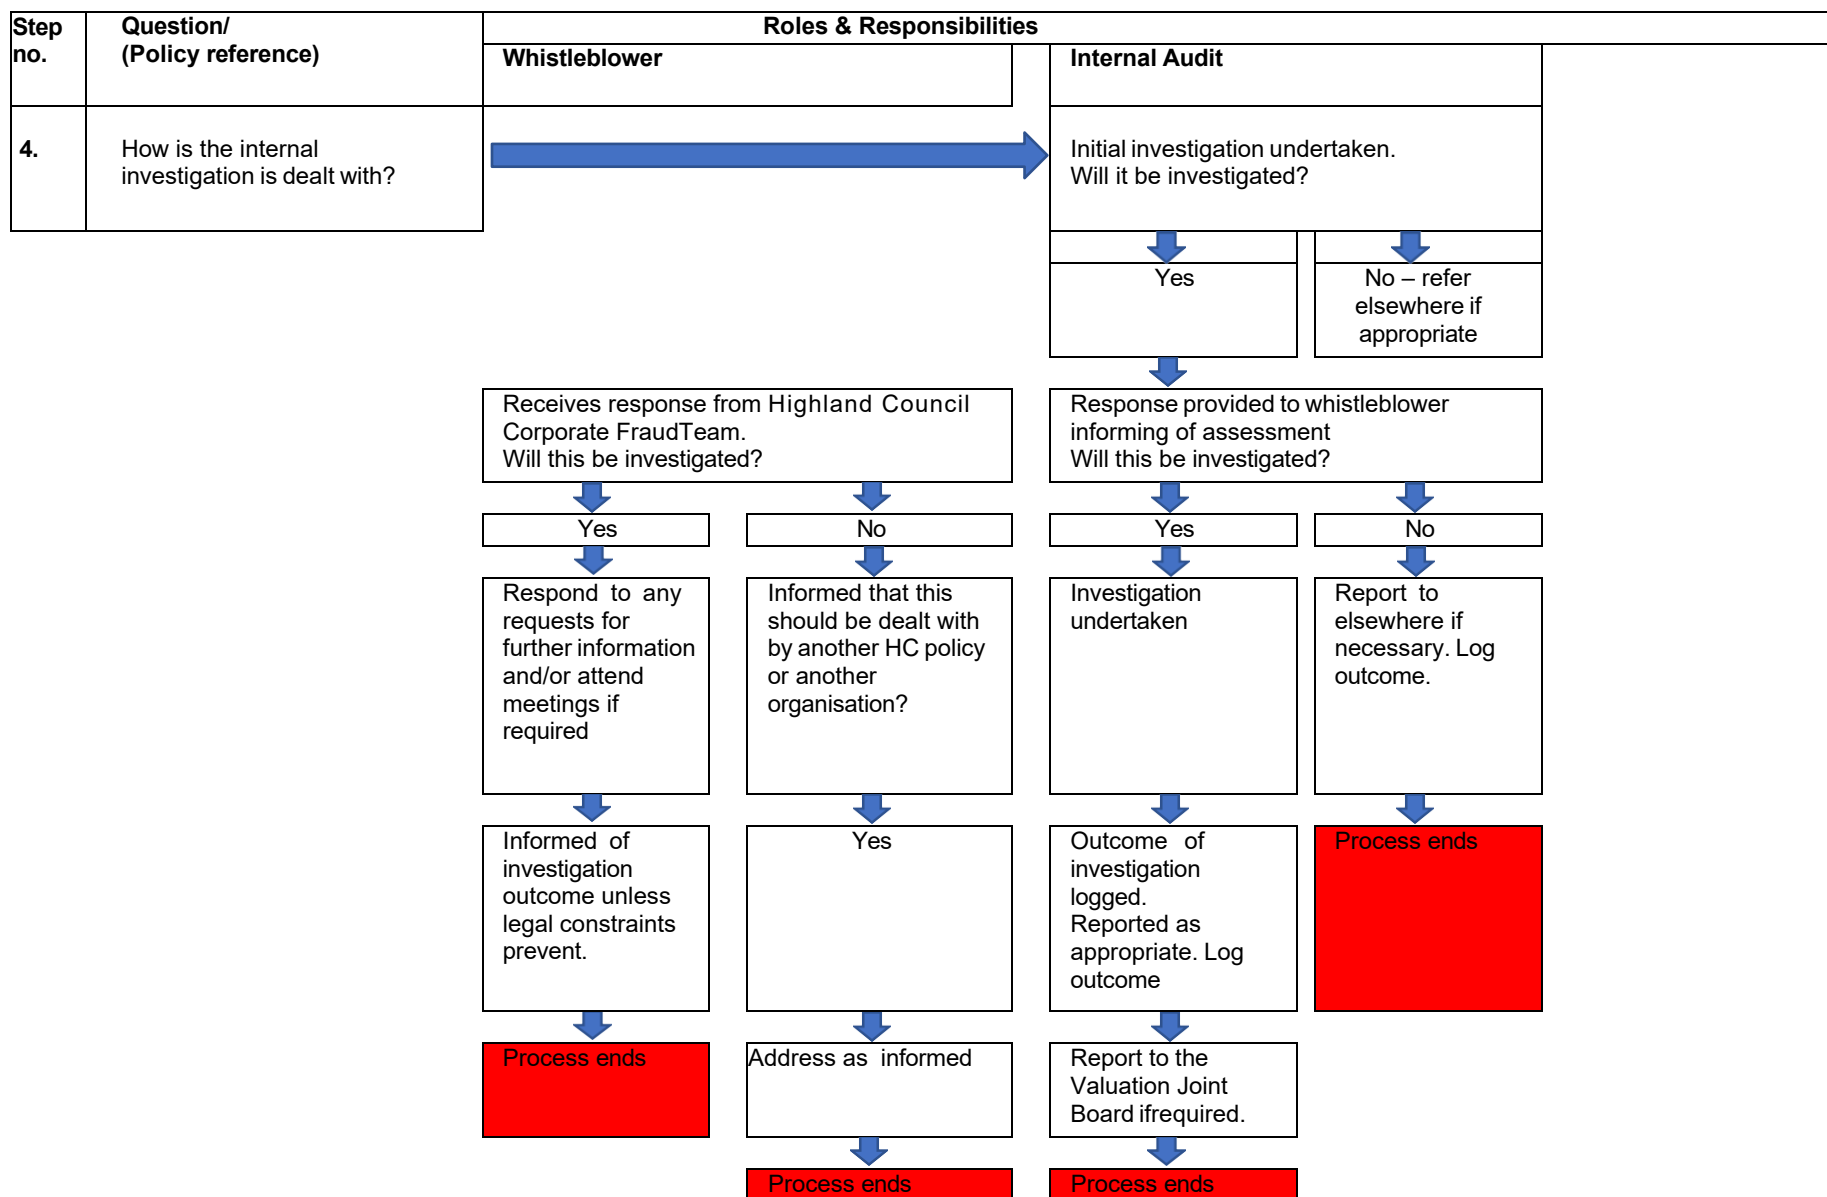 Step
no.
Question/
(Policy reference)
Roles & Responsibilities
Whistleblower
Internal Audit
4.
How is the internal
investigation is dealt with?
Initial investigation undertaken.
Will it be investigated?
Yes
No – refer
elsewhere if
appropriate
Receives response from Highland Council
Corporate FraudTeam.
Will this be investigated?
Response provided to whistleblower
informing of assessment
Will this be investigated?
Yes
No
Yes
No
Respond to any
requests for
further information
and/or attend
meetings if
required
Informed that this
should be dealt with
by another HC policy
or another
organisation?
Investigation
undertaken
Report to
elsewhere if
necessary. Log
outcome.
Informed of
investigation
outcome unless
legal constraints
prevent.
Yes
Outcome of
investigation
logged.
Reported as
appropriate. Log
outcome
Process ends
Process ends
Address as informed
Report to the
Valuation Joint
Board ifrequired.
Process ends
Process ends